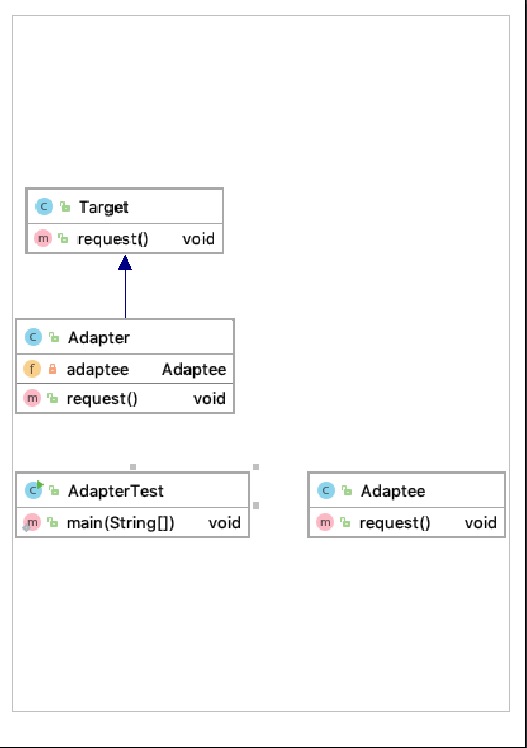 C Target
m request() void
C Adapter
f adaptee Adaptee
m request() void
C AdapterTest
m main(String[]) void
C Adaptee
m request() void